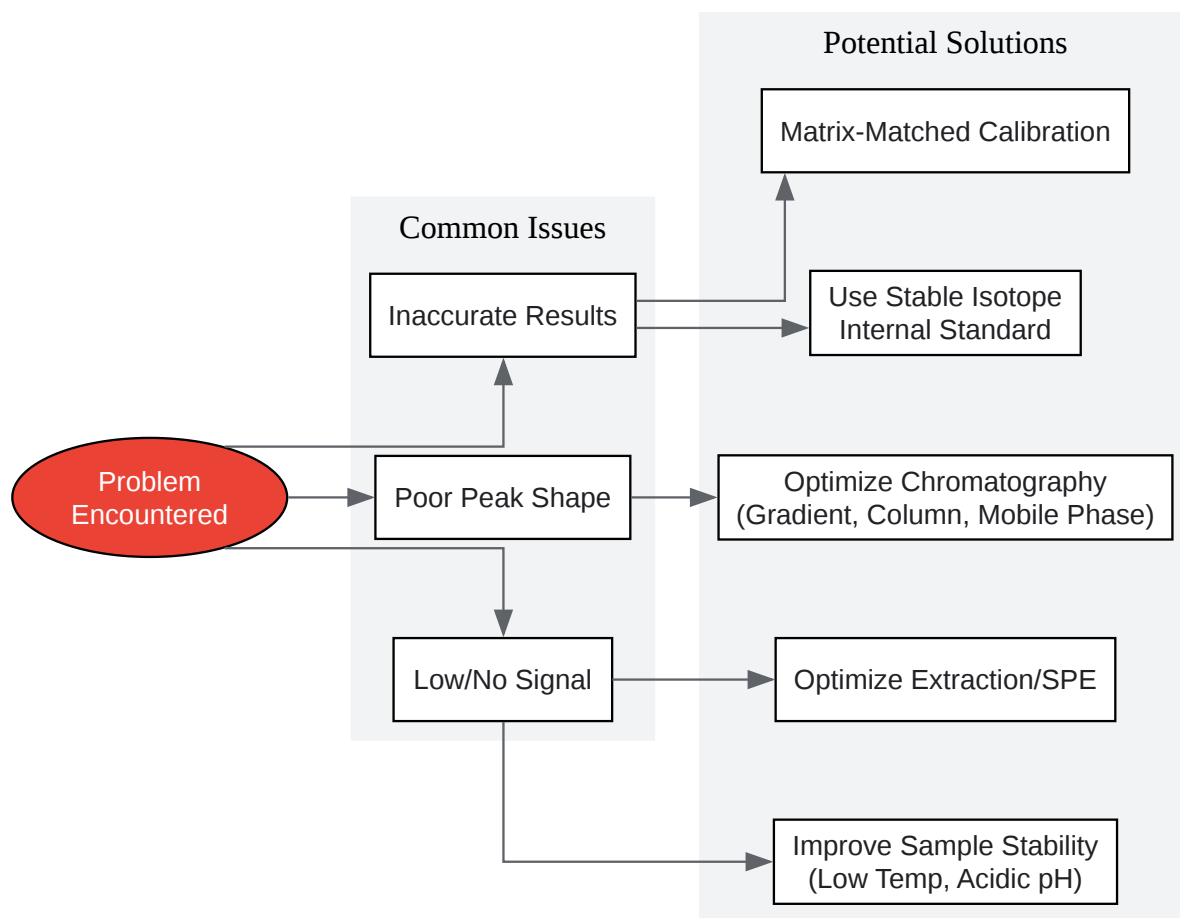 Potential Solutions
Matrix-Matched Calibration
Common Issues
Inaccurate Results
Use Stable Isotope
Internal Standard
Problem
Encountered
Poor Peak Shape
Optimize Chromatography
(Gradient, Column, Mobile Phase)
Low/No Signal
Optimize Extraction/SPE
Improve Sample Stability
(Low Temp, Acidic pH)